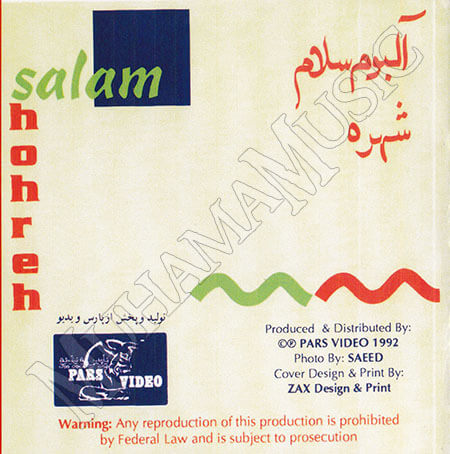 salam
hohreh
آلبوم سلام
شهره
تولید و پخش از پارس ویدیو
PARS VIDEO
Produced & Distributed By:
©℗ PARS VIDEO 1992
Photo By: SAEED
Cover Design & Print By:
ZAX Design & Print
Warning: Any reproduction of this production is prohibited
by Federal Law and is subject to prosecution
MUHAMAMUSIC